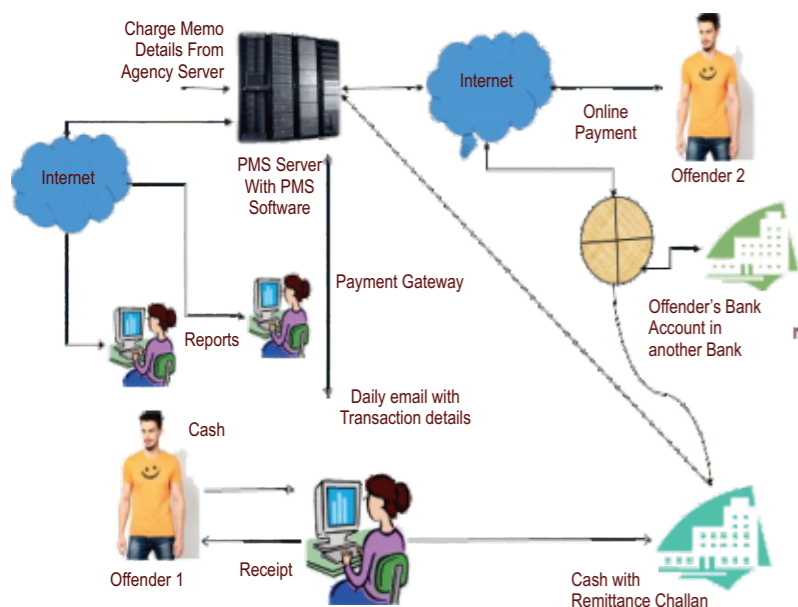 Charge Memo
Details From
Agency Server
Internet
Online
Payment
Offender 2
Internet
PMS Server
With PMS
Software
Payment Gateway
Reports
Offender's Bank
Account in
another Bank
r
Daily email with
Transaction details
Cash
Offender 1
Receipt
Cash with
Remittance Challan